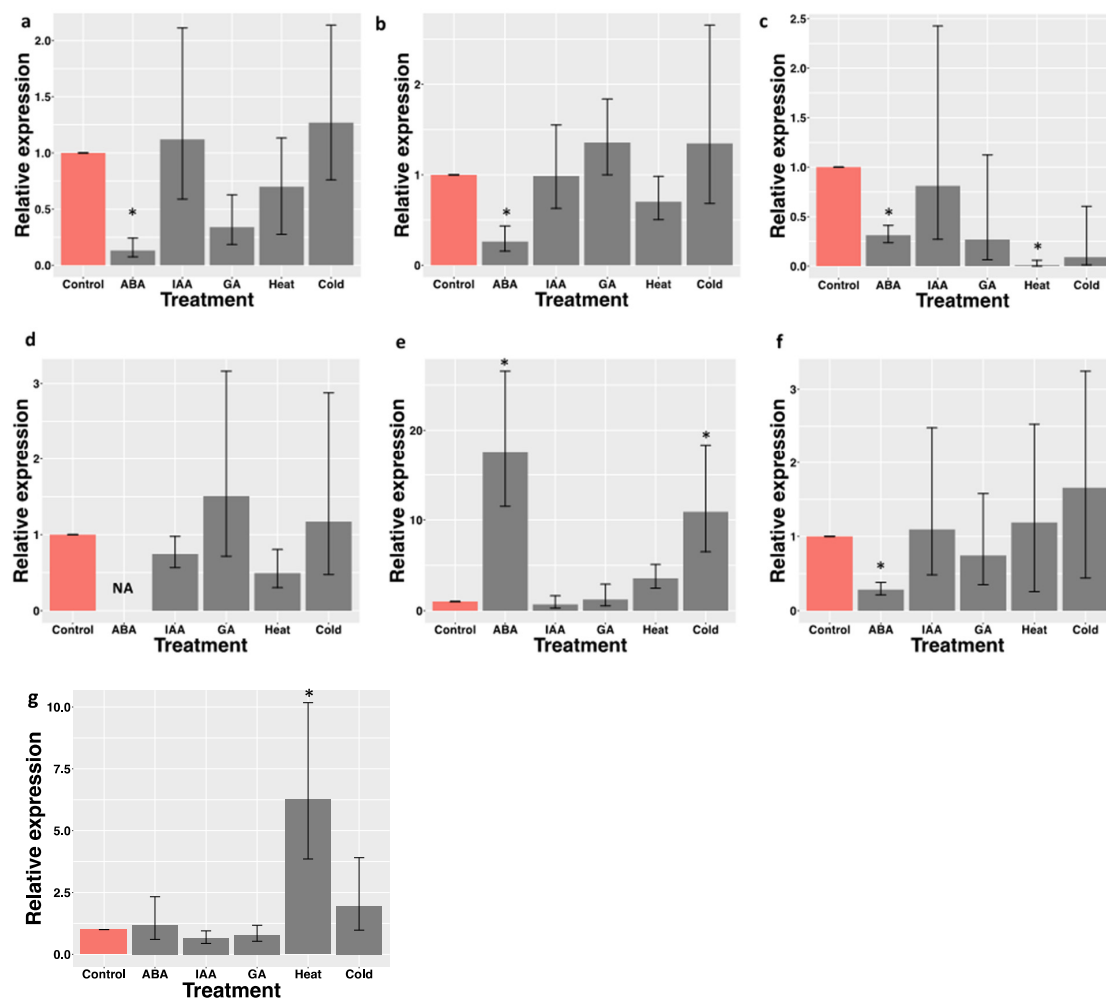 a
Relative expression
2.0
1.5
1.0
0.5
0.0
*
Control ABA IAA GA Heat Cold
Treatment
b
Relative expression
2
1
0
*
Control ABA IAA GA Heat Cold
Treatment
c
Relative expression
2.5
2.0
1.5
1.0
0.5
0.0
* *
Control ABA IAA GA Heat Cold
Treatment
d
Relative expression
3
2
1
0
NA
Control ABA IAA GA Heat Cold
Treatment
e
Relative expression
20
10
0
* *
Control ABA IAA GA Heat Cold
Treatment
f
Relative expression
3
2
1
0
*
Control ABA IAA GA Heat Cold
Treatment
g
Relative expression
10.0
7.5
5.0
2.5
0.0
*
Control ABA IAA GA Heat Cold
Treatment